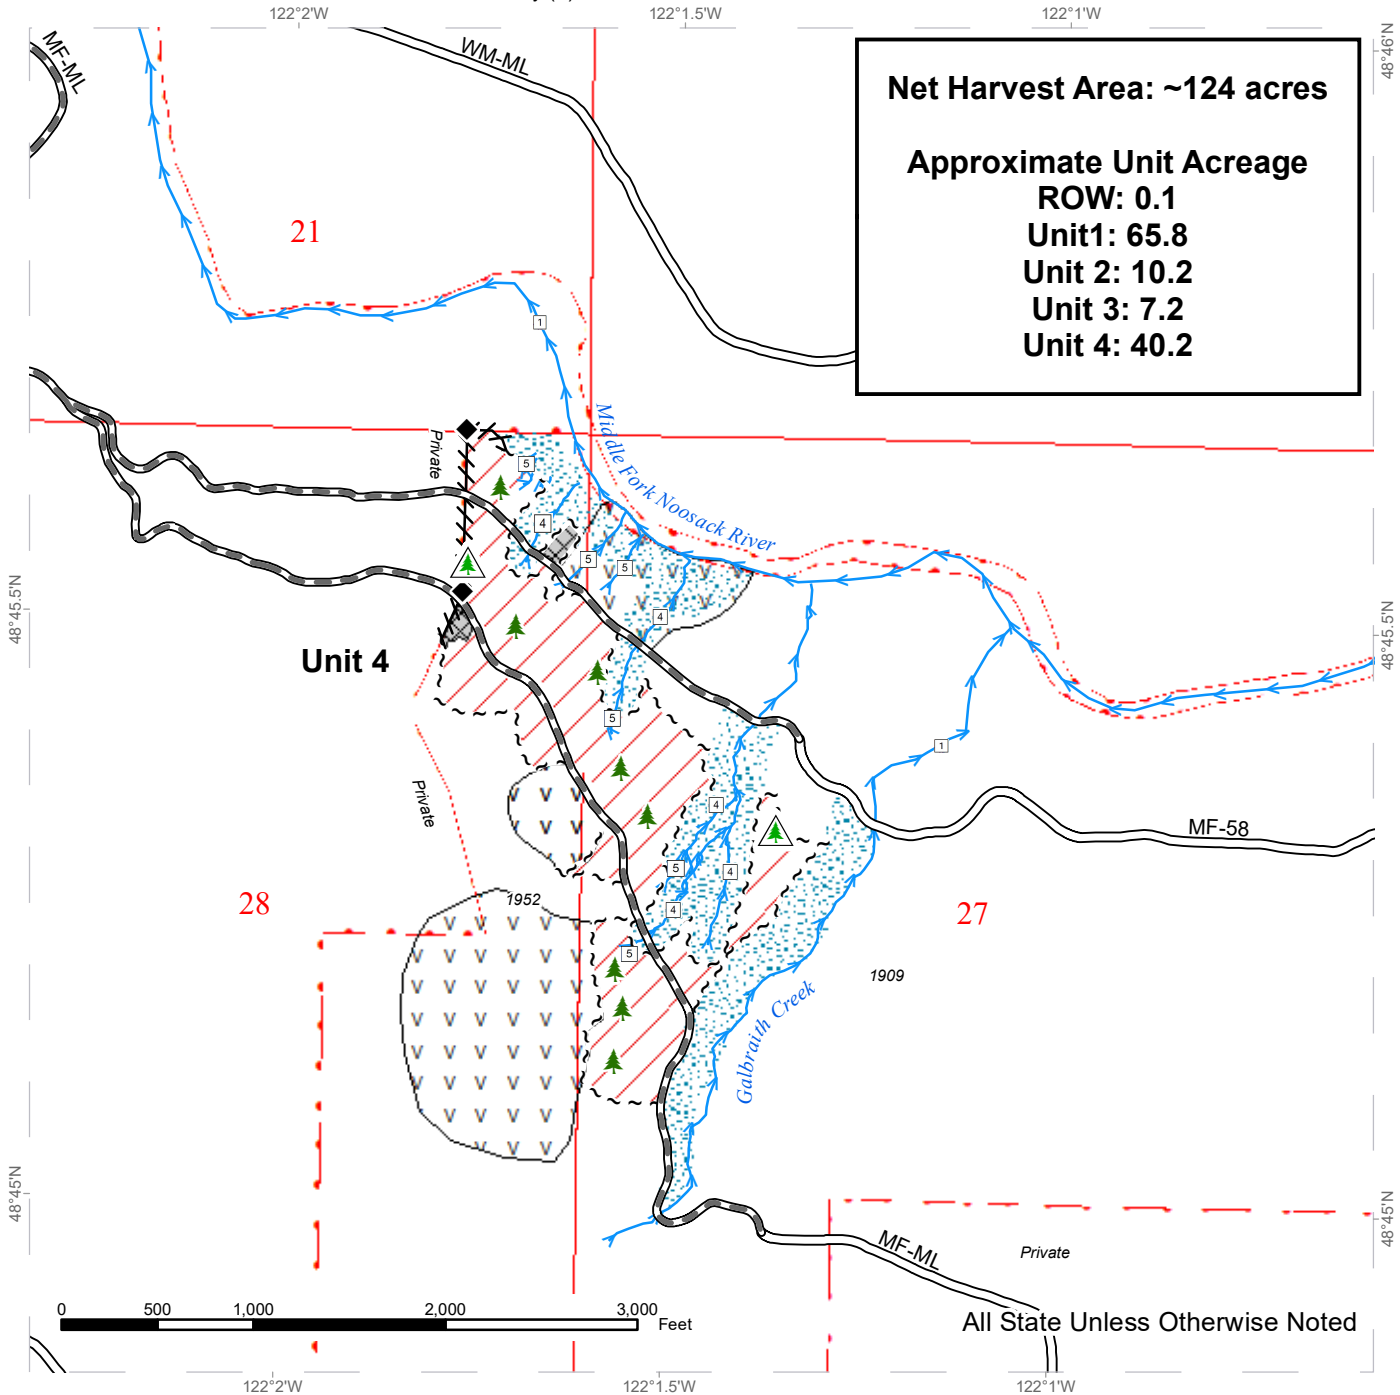 122°2'W
122°1.5'W
122°1'W
MF-ML
WM-ML
48°46'N
Net Harvest Area: ~124 acres
Approximate Unit Acreage
ROW: 0.1
Unit1: 65.8
Unit 2: 10.2
Unit 3: 7.2
Unit 4: 40.2
21
1
Private
Middle Fork Noosack River
5
4
5
5
48°45.5'N
48°45.5'N
4
Unit 4
5
1
Private
4
MF-58
5
4
1952
28
4
27
5
1909
Galbraith Creek
48°45'N
48°45'N
MF-ML
Private
0
500
1,000
2,000
3,000
Feet
All State Unless Otherwise Noted
122°2'W
122°1.5'W
122°1'W